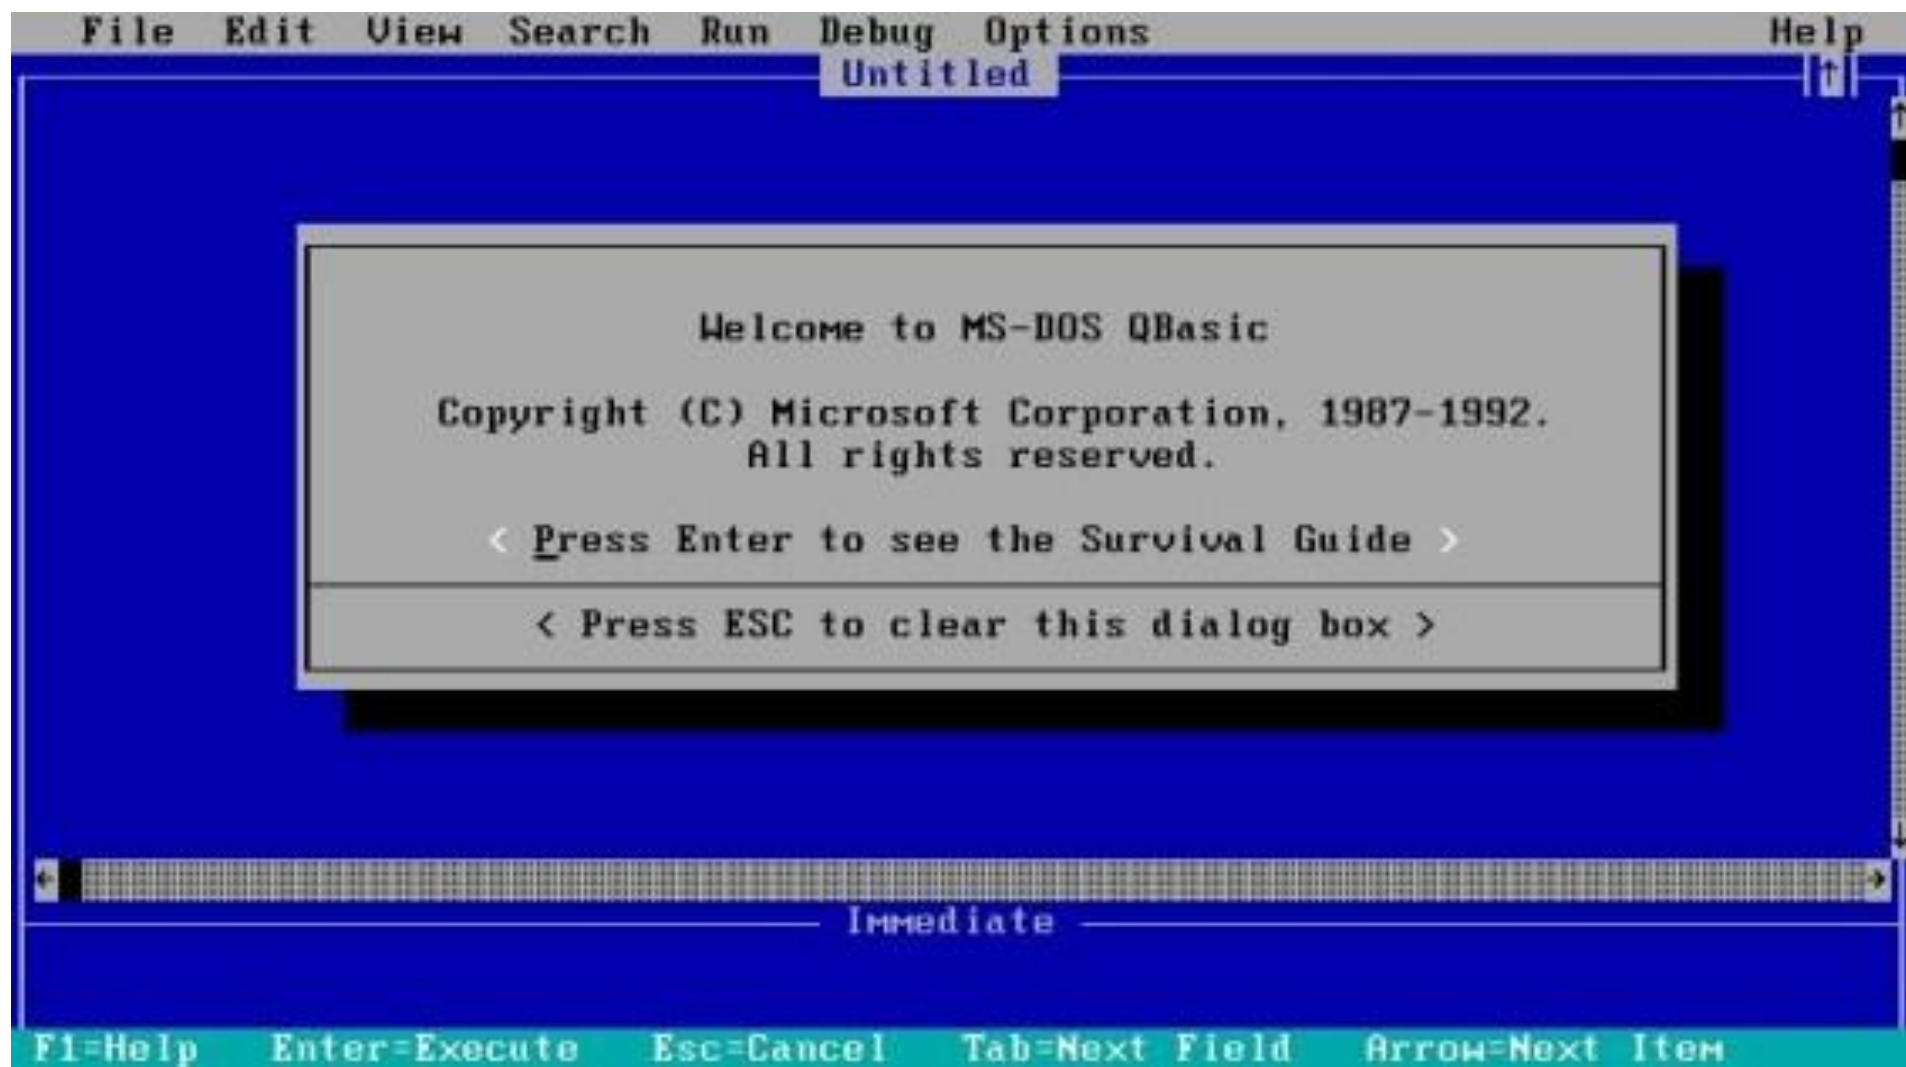 File Edit View Search Run Debug Options Help
Untitled
Welcome to MS-DOS QBasic
Copyright (C) Microsoft Corporation, 1987-1992.
All rights reserved.
< Press Enter to see the Survival Guide >
< Press ESC to clear this dialog box >
Immediate
F1=Help Enter=Execute Esc=Cancel Tab=Next Field Arrow=Next Item